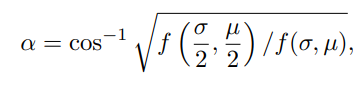 α = cos⁻¹ √(f (σ/2, μ/2) / f(σ, μ)),